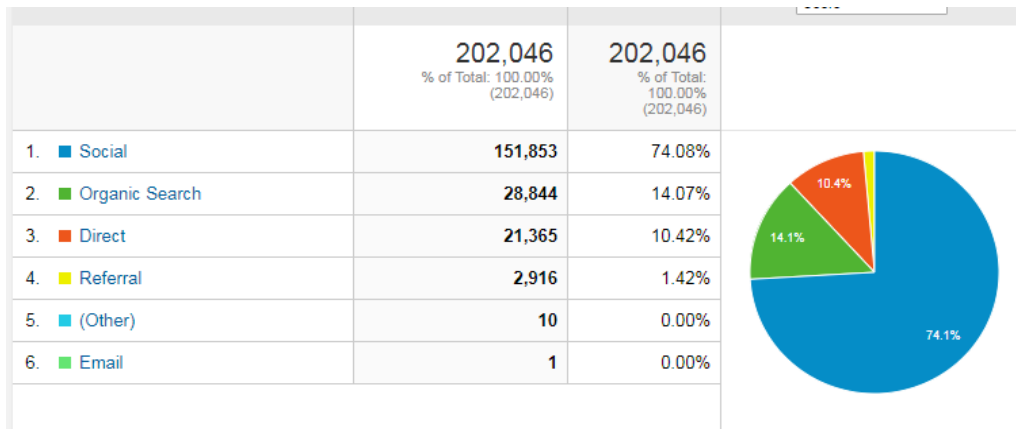 202,046 202,046
% of Total: 100.00% % of Total:
(202,046) 100.00%
(202,046)
1. Social 151,853 74.08%
2. Organic Search 28,844 14.07%
3. Direct 21,365 10.42%
4. Referral 2,916 1.42%
5. (Other) 10 0.00%
6. Email 1 0.00%
10.4%
14.1%
74.1%